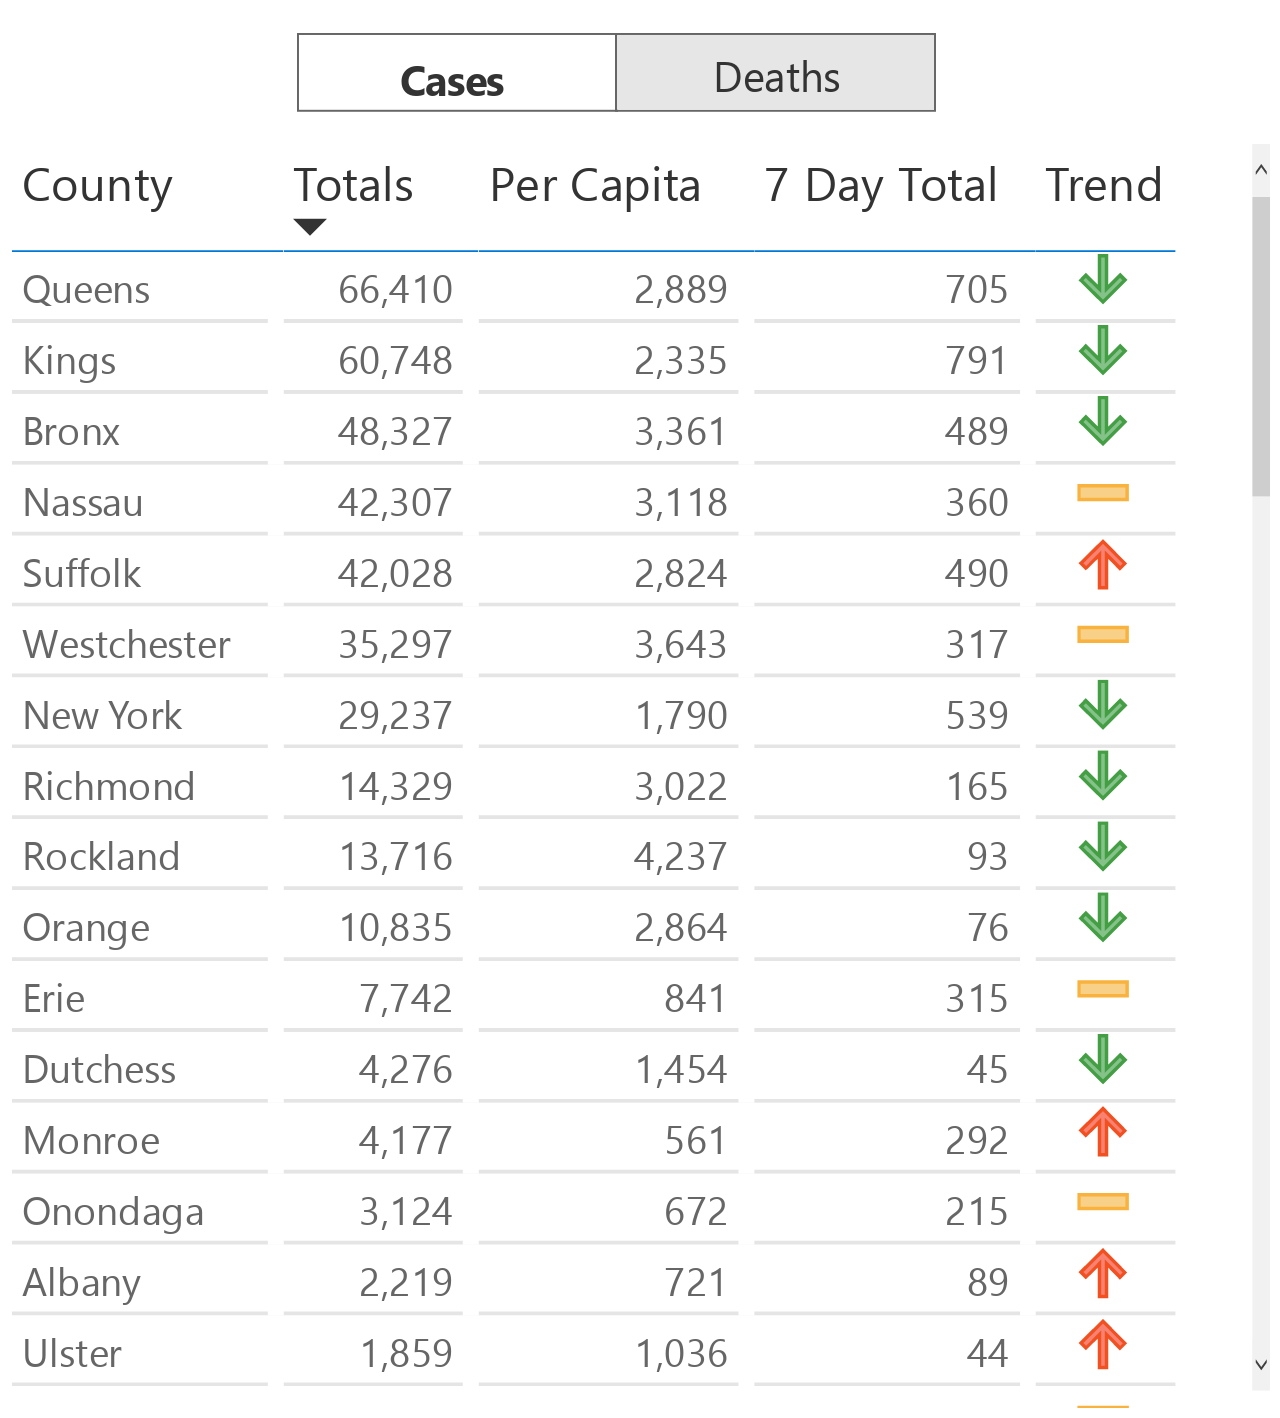 Cases Deaths
County Totals Per Capita 7 Day Total Trend
Queens 66,410 2,889 705
Kings 60,748 2,335 791
Bronx 48,327 3,361 489
Nassau 42,307 3,118 360
Suffolk 42,028 2,824 490
Westchester 35,297 3,643 317
New York 29,237 1,790 539
Richmond 14,329 3,022 165
Rockland 13,716 4,237 93
Orange 10,835 2,864 76
Erie 7,742 841 315
Dutchess 4,276 1,454 45
Monroe 4,177 561 292
Onondaga 3,124 672 215
Albany 2,219 721 89
Ulster 1,859 1,036 44